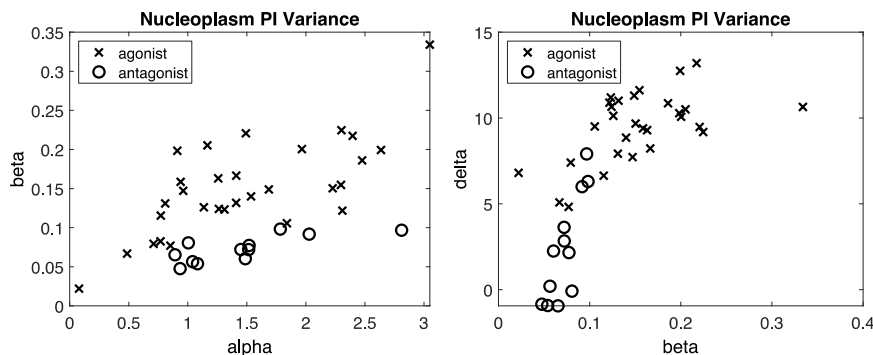 Nucleoplasm PI Variance
0.35
0.3
0.25
0.2
0.15
0.1
0.05
0
beta
agonist
antagonist
0 0.5 1 1.5 2 2.5 3
alpha
Nucleoplasm PI Variance
15
10
5
0
delta
agonist
antagonist
0 0.1 0.2 0.3 0.4
beta